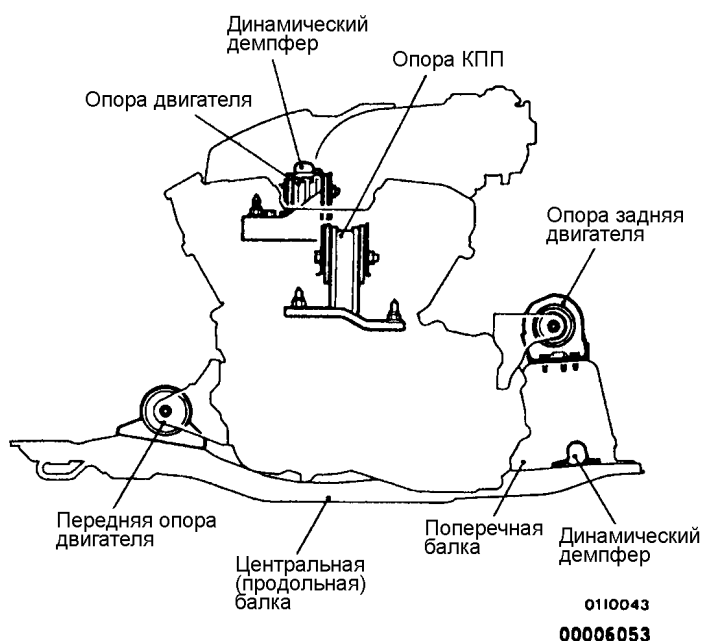 Динамический
демпфер
Опора КПП
Опора двигателя
Опора задняя
двигателя
Передняя опора
двигателя
Центральная
(продольная)
балка
Поперечная
балка
Динамический
демпфер
0110043
00006053